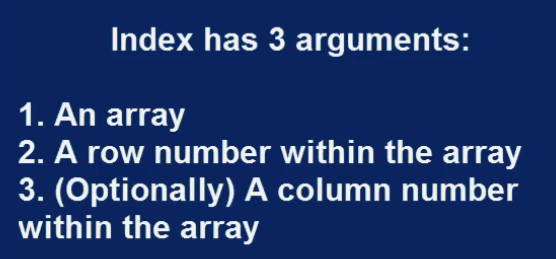 Index has 3 arguments:
1. An array
2. A row number within the array
3. (Optionally) A column number
within the array